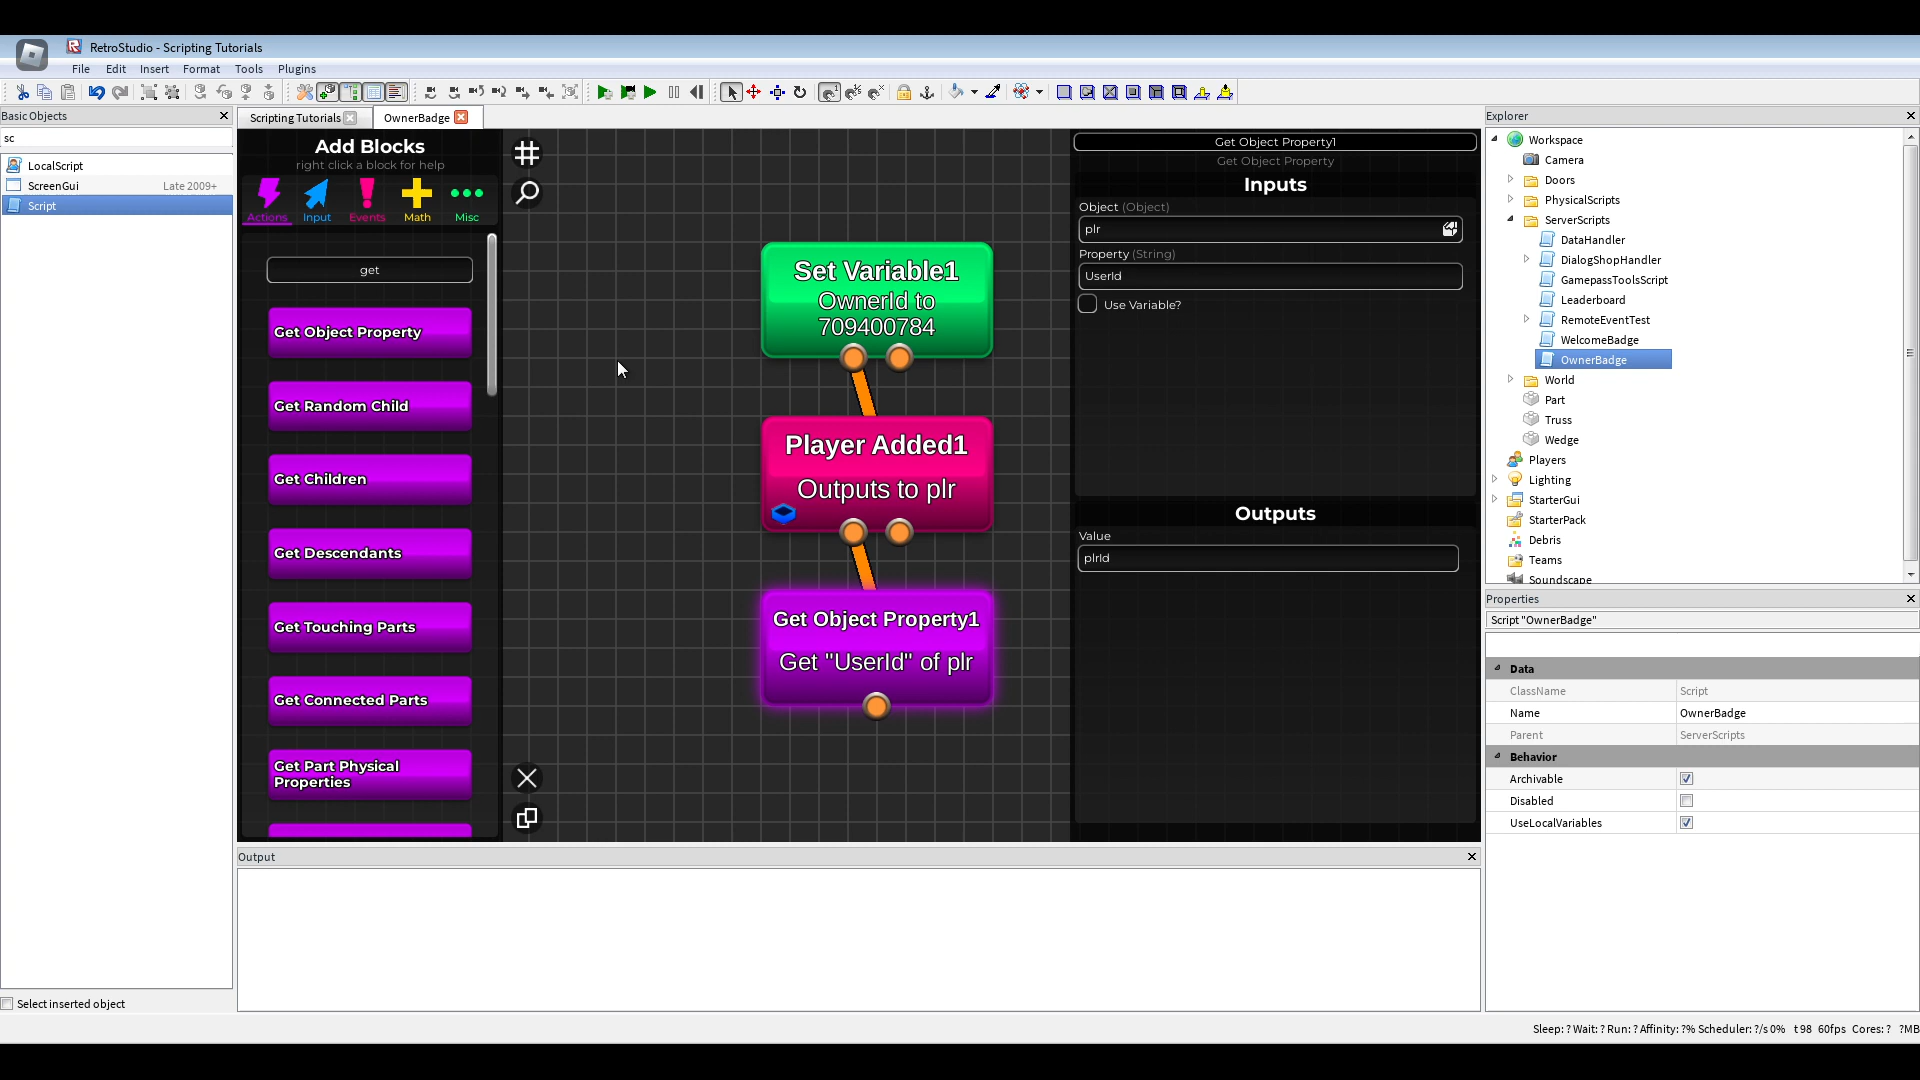 RetroStudio - Scripting Tutorials
File Edit Insert Format Tools Plugins
Basic Objects
sc
LocalScript
ScreenGui Late 2009+
Script
Select inserted object
Scripting Tutorials
OwnerBadge
Add Blocks
right click a block for help
Actions Input Events Math Misc
get
Get Object Property
Get Random Child
Get Children
Get Descendants
Get Touching Parts
Get Connected Parts
Get Part Physical
Properties
Set Variable1
OwnerId to
709400784
Player Added1
Outputs to plr
Get Object Property1
Get "UserId" of plr
Get Object Property1
Get Object Property
Inputs
Object (Object)
plr
Property (String)
UserId
Use Variable?
Outputs
Value
plrId
Output
Explorer
Workspace
Camera
Doors
PhysicalScripts
ServerScripts
DataHandler
DialogShopHandler
GamepassToolsScript
Leaderboard
RemoteEventTest
WelcomeBadge
OwnerBadge
World
Part
Truss
Wedge
Players
Lighting
StarterGui
StarterPack
Debris
Teams
Soundscape
Properties
Script "OwnerBadge"
Data
ClassName Script
Name OwnerBadge
Parent ServerScripts
Behavior
Archivable
Disabled
UseLocalVariables
Sleep: ? Wait: ? Run: ? Affinity: ?% Scheduler: ?/s 0% t 98 60fps Cores: ? ?MB